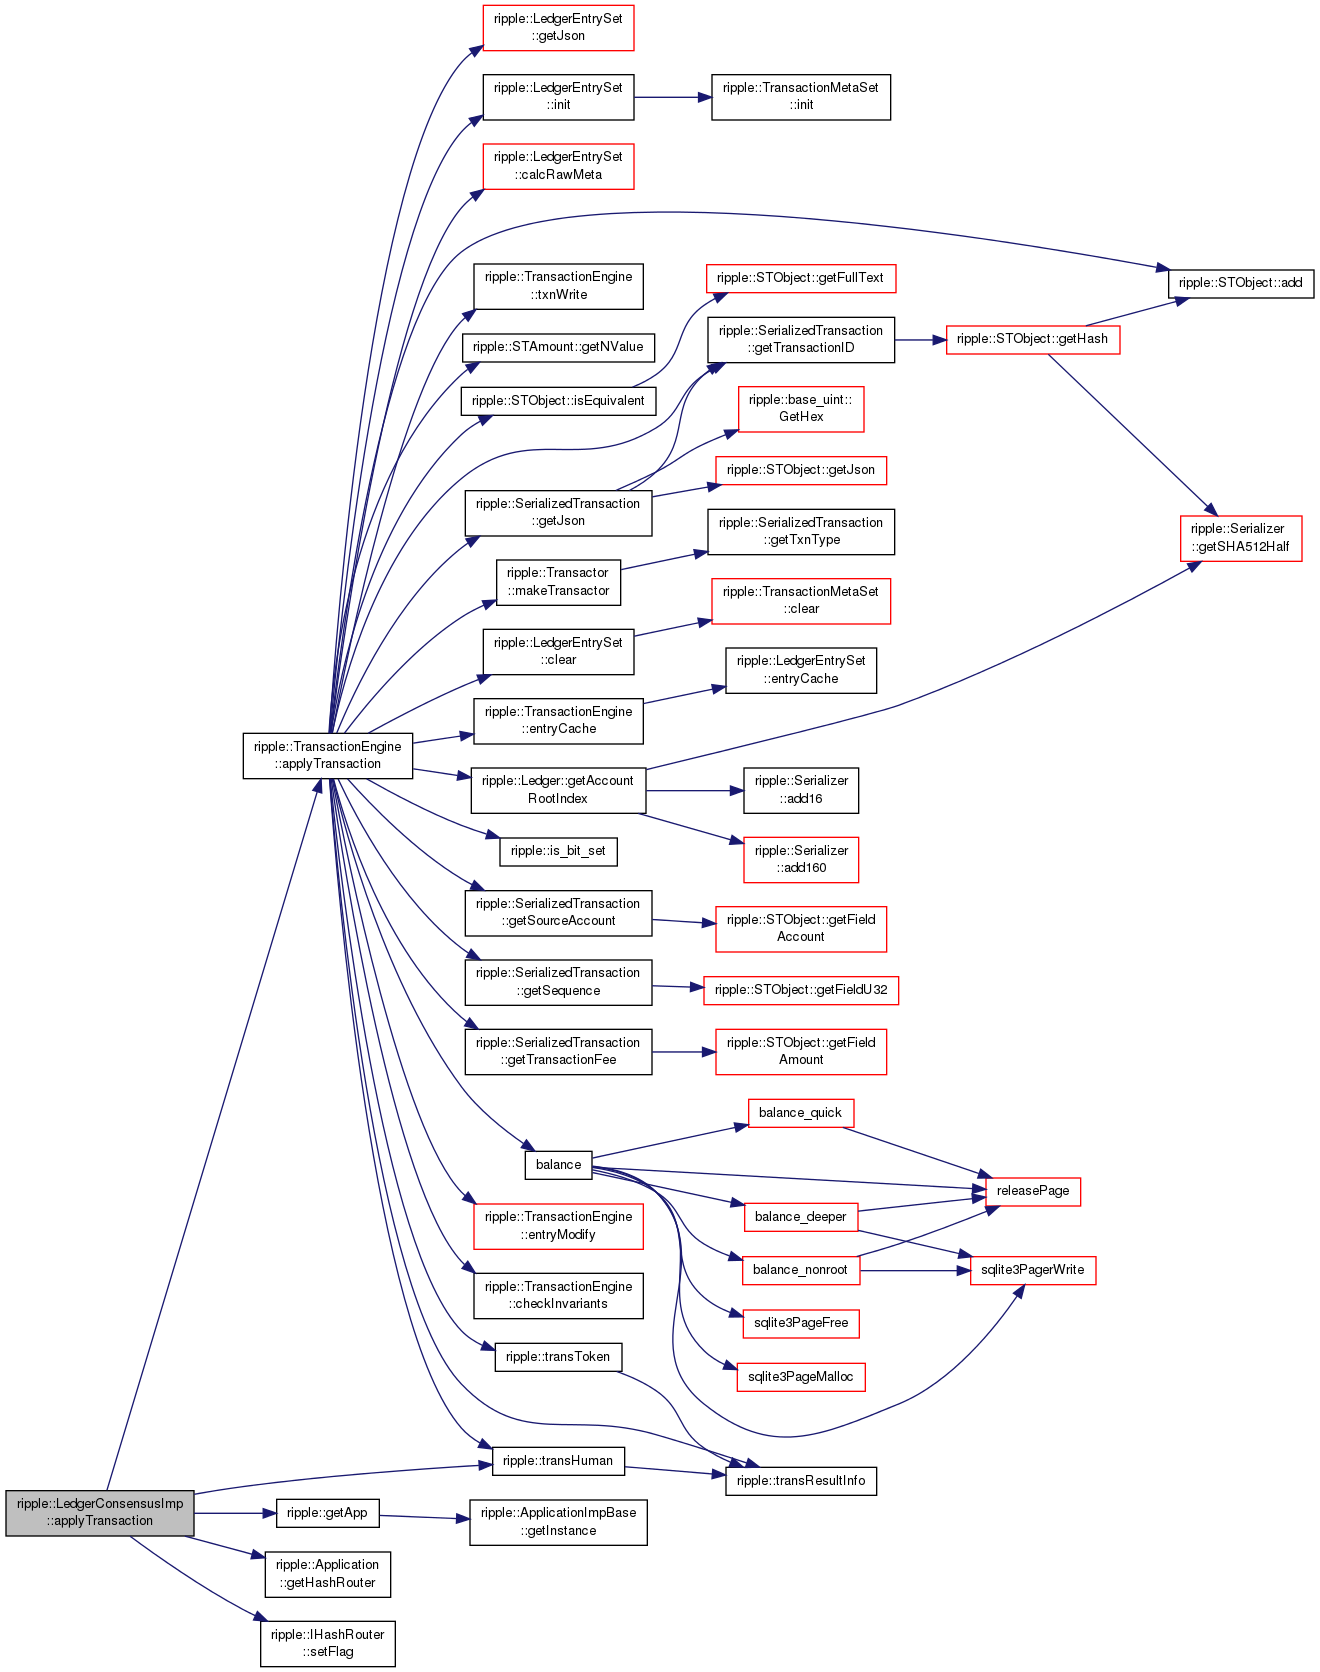 ripple::LedgerEntrySet
::getJson
ripple::LedgerEntrySet
::init
ripple::TransactionMetaSet
::init
ripple::LedgerEntrySet
::calcRawMeta
ripple::TransactionEngine
::txnWrite
ripple::STObject::getFullText
ripple::STObject::add
ripple::STAmount::getNValue
ripple::SerializedTransaction
::getTransactionID
ripple::STObject::getHash
ripple::STObject::isEquivalent
ripple::base_uint::
GetHex
ripple::STObject::getJson
ripple::SerializedTransaction
::getJson
ripple::SerializedTransaction
::getTxnType
ripple::Serializer
::getSHA512Half
ripple::Transactor
::makeTransactor
ripple::TransactionMetaSet
::clear
ripple::LedgerEntrySet
::clear
ripple::LedgerEntrySet
::entryCache
ripple::TransactionEngine
::entryCache
ripple::TransactionEngine
::applyTransaction
ripple::Ledger::getAccount
RootIndex
ripple::Serializer
::add16
ripple::is_bit_set
ripple::Serializer
::add160
ripple::SerializedTransaction
::getSourceAccount
ripple::STObject::getField
Account
ripple::SerializedTransaction
::getSequence
ripple::STObject::getFieldU32
ripple::SerializedTransaction
::getTransactionFee
ripple::STObject::getField
Amount
balance_quick
balance
releasePage
balance_deeper
ripple::TransactionEngine
::entryModify
balance_nonroot
sqlite3PagerWrite
ripple::TransactionEngine
::checkInvariants
sqlite3PageFree
ripple::transToken
sqlite3PageMalloc
ripple::transHuman
ripple::transResultInfo
ripple::LedgerConsensusImp
::applyTransaction
ripple::getApp
ripple::ApplicationImpBase
::getInstance
ripple::Application
::getHashRouter
ripple::IHashRouter
::setFlag